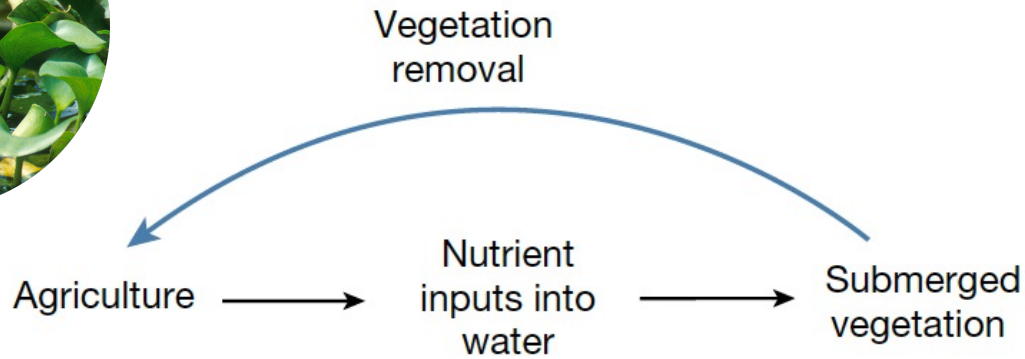 Vegetation
removal
Agriculture
Nutrient
inputs into
water
Submerged
vegetation